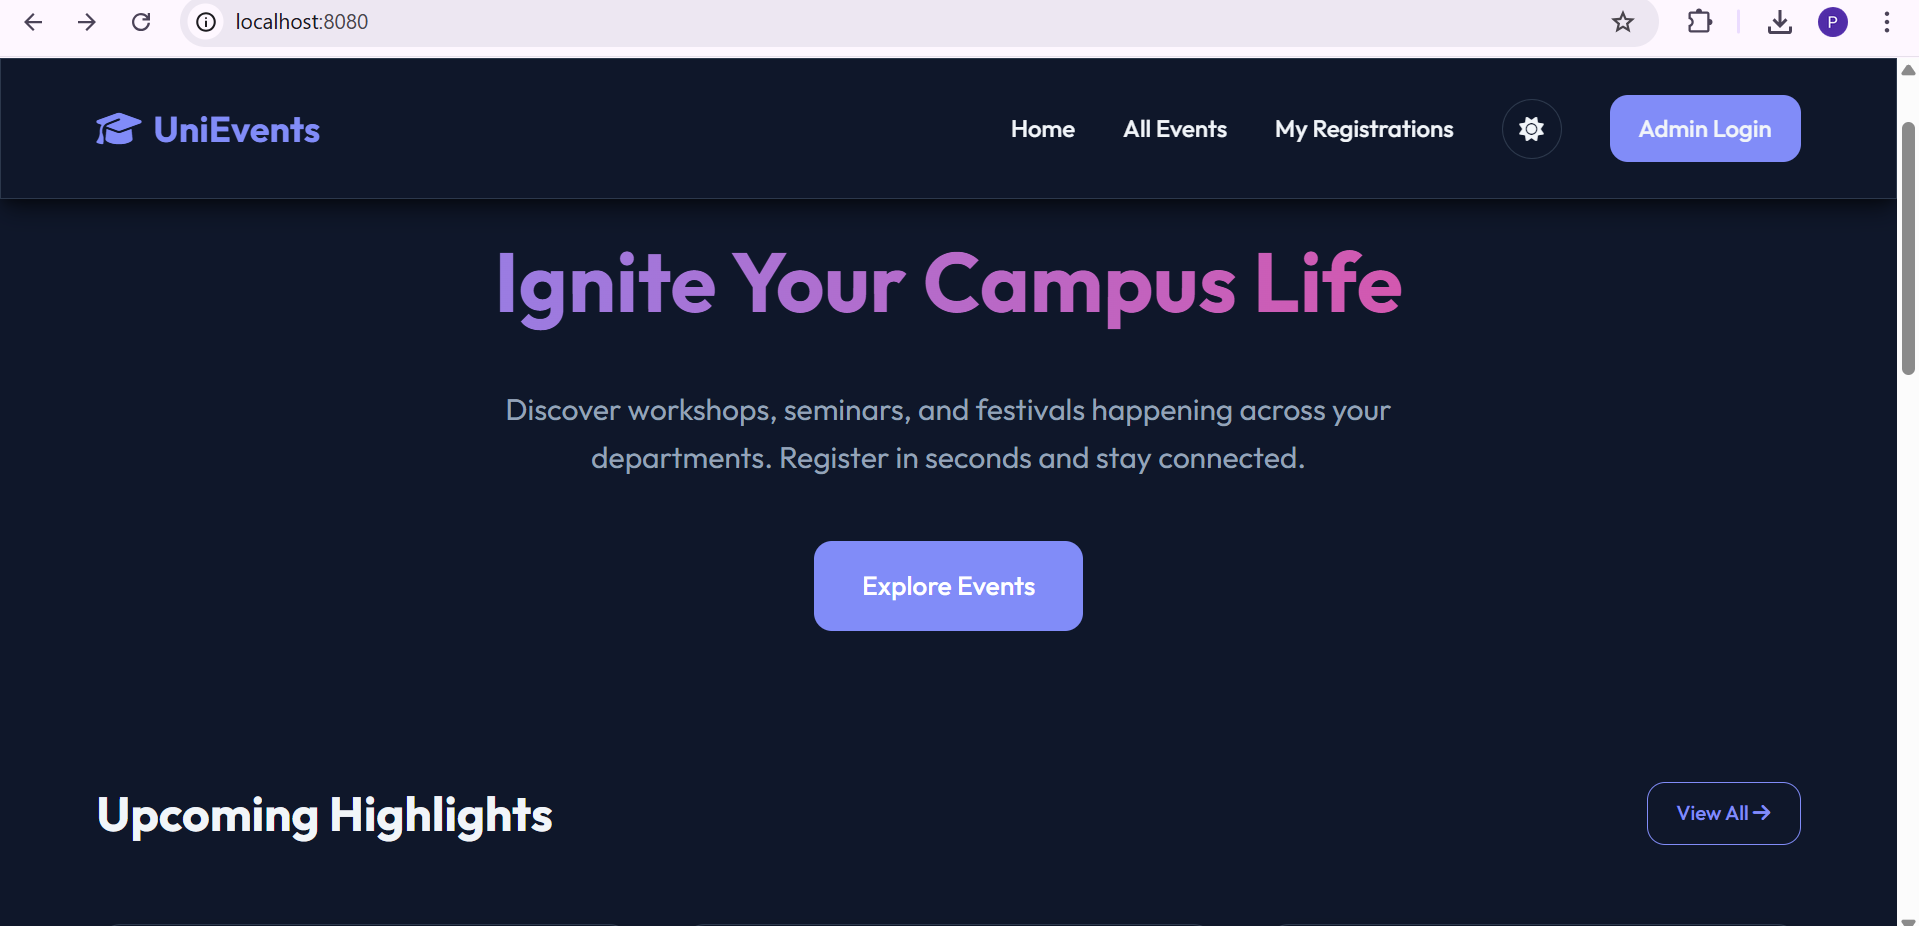 localhost:8080
P
UniEvents
Home
All Events
My Registrations
Admin Login
Ignite Your Campus Life
Discover workshops, seminars, and festivals happening across your
departments. Register in seconds and stay connected.
Explore Events
Upcoming Highlights
View All